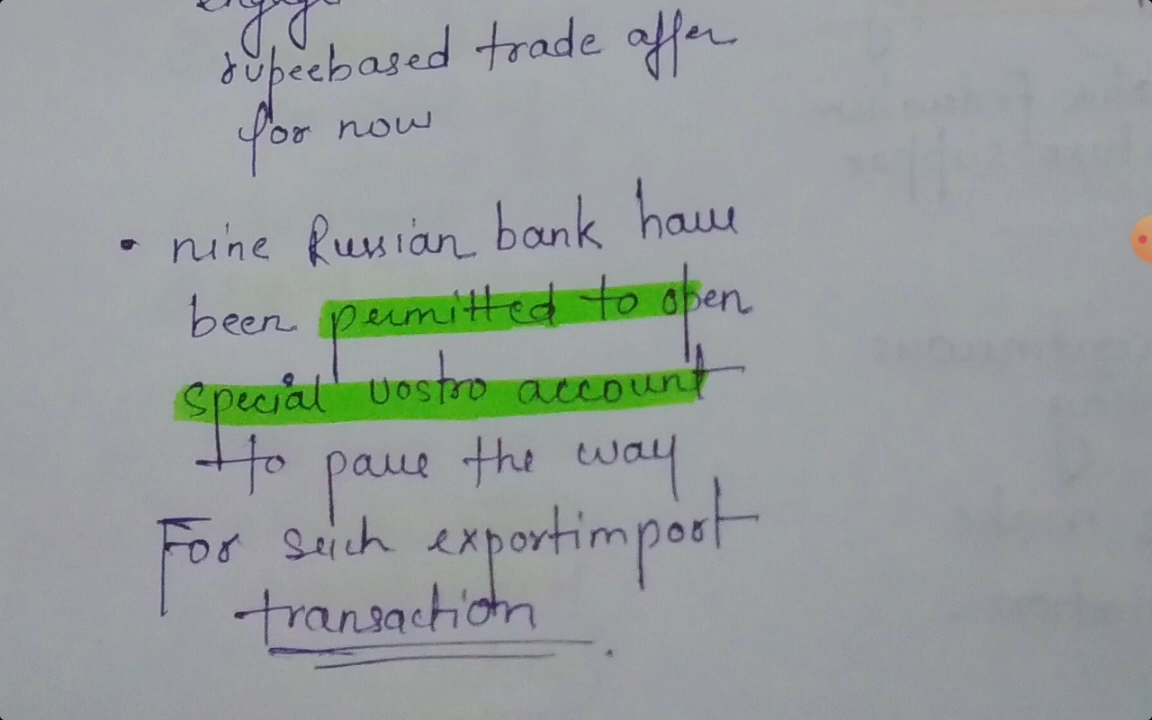 engage
rupeebased trade offer
for now
• nine Russian bank have
been permitted to open
special vostro account
to pave the way
For such exportimport
transaction.